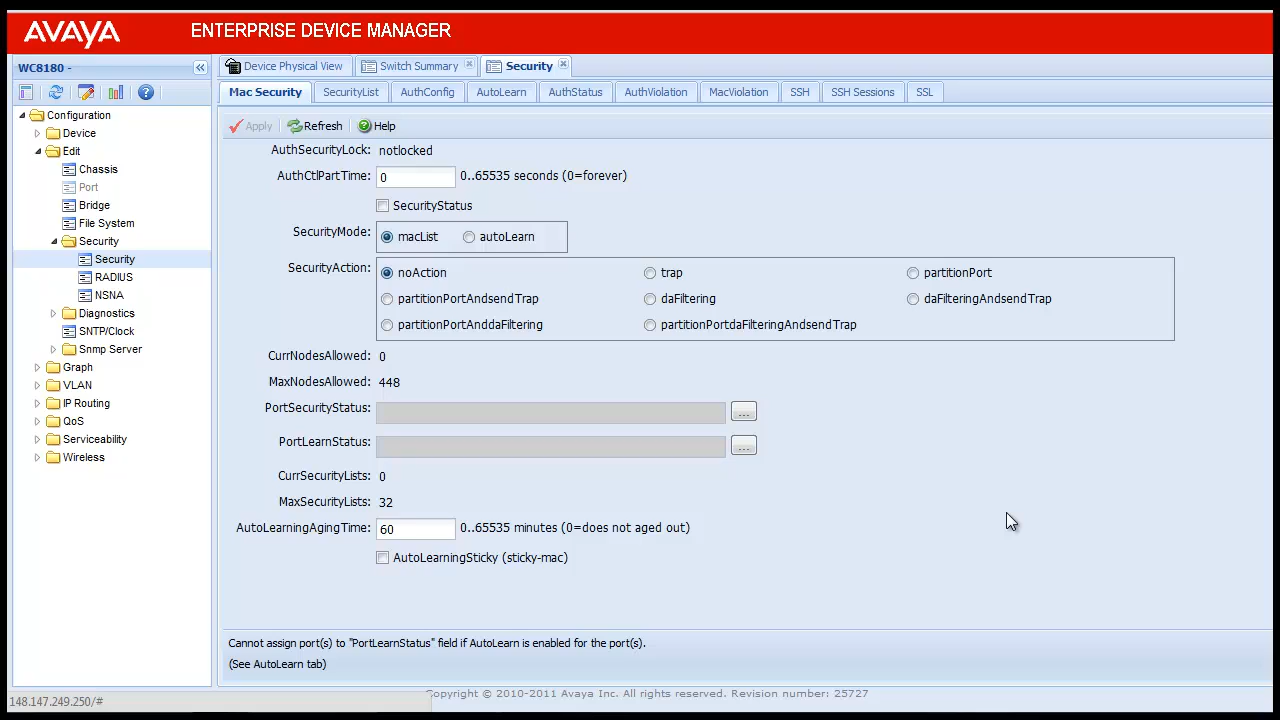 AVAYA ENTERPRISE DEVICE MANAGER
WC8180 -
Device Physical View Switch Summary Security
Mac Security SecurityList AuthConfig AutoLearn AuthStatus AuthViolation MacViolation SSH SSH Sessions SSL
Configuration
Device
Edit
Chassis
Port
Bridge
File System
Security
Security
RADIUS
NSNA
Diagnostics
SNTP/Clock
Snmp Server
Graph
VLAN
IP Routing
QoS
Serviceability
Wireless
Apply Refresh Help
AuthSecurityLock: notlocked
AuthCtlPartTime: 0 0..65535 seconds (0=forever)
SecurityStatus
SecurityMode: macList autoLearn
SecurityAction: noAction trap partitionPort
partitionPortAndsendTrap daFiltering daFilteringAndsendTrap
partitionPortAnddaFiltering partitionPortdaFilteringAndsendTrap
CurrNodesAllowed: 0
MaxNodesAllowed: 448
PortSecurityStatus: ...
PortLearnStatus: ...
CurrSecurityLists: 0
MaxSecurityLists: 32
AutoLearningAgingTime: 60 0..65535 minutes (0=does not aged out)
AutoLearningSticky (sticky-mac)
Cannot assign port(s) to "PortLearnStatus" field if AutoLearn is enabled for the port(s).
(See AutoLearn tab)
Copyright © 2010-2011 Avaya Inc. All rights reserved. Revision number: 25727
148.147.249.250/#